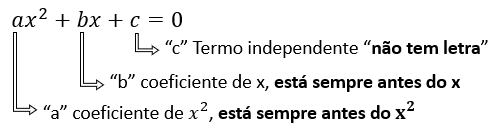 ax² + bx + c = 0
“c” Termo independente “não tem letra”
“b” coeficiente de x, está sempre antes do x
“a” coeficiente de x², está sempre antes do x²